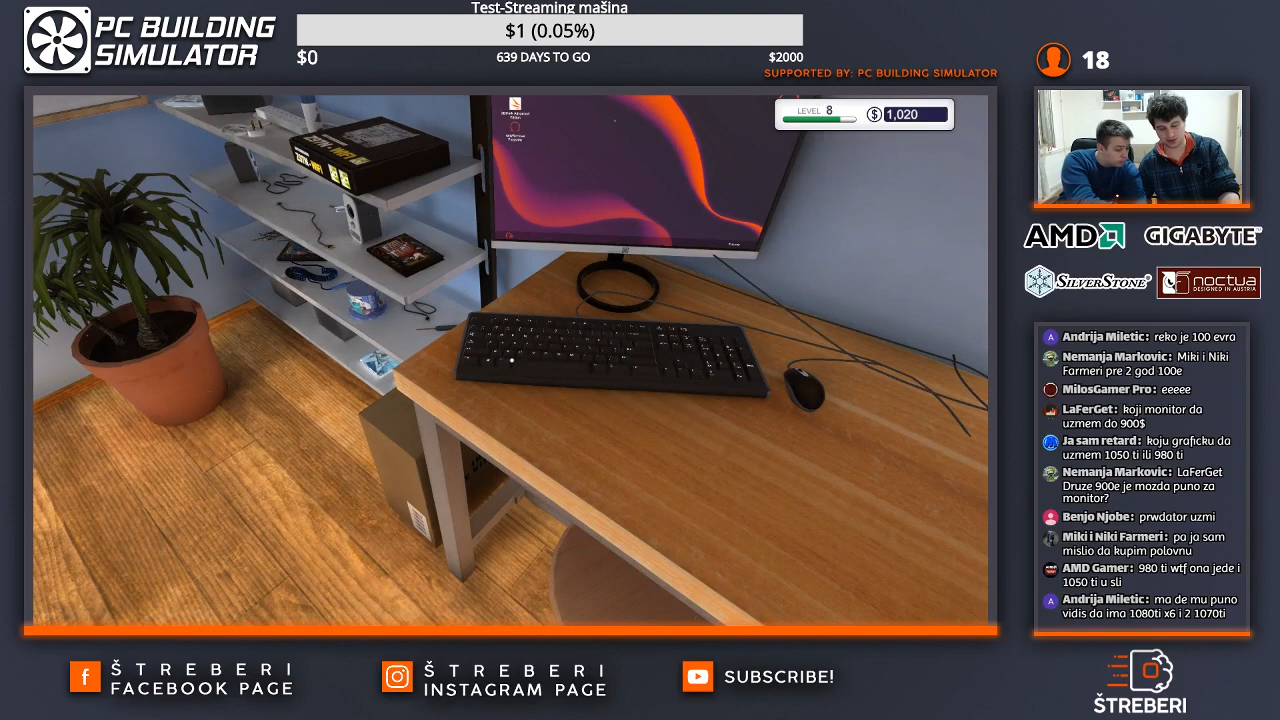 PC BUILDING
SIMULATOR
Test-Streaming mašina
$1 (0.05%)
$0
639 DAYS TO GO
$2000
SUPPORTED BY: PC BUILDING SIMULATOR
18
LEVEL 8
$ 1,020
AMD
GIGABYTE™
SILVERSTONE®
noctua
DESIGNED IN AUSTRIA
A Andrija Miletic: reko je 100 evra
Nemanja Markovic: Miki i Niki
Farmeri pre 2 god 100e
MilosGamer Pro: eeeee
LaFerGet: koji monitor da
uzmem do 900$
Ja sam retard: koju graficku da
uzmem 1050 ti ili 980 ti
Nemanja Markovic: LaFerGet
Druze 900e je mozda puno za
monitor?
Benjo Njobe: prwdator uzmi
Miki i Niki Farmeri: pa ja sam
mislio da kupim polovnu
AMD Gamer: 980 ti wtf ona jede i
1050 ti u sli
A Andrija Miletic: ma de mu puno
vidis da ima 1080ti x6 i 2 1070ti
ŠTREBERI
FACEBOOK PAGE
ŠTREBERI
INSTAGRAM PAGE
SUBSCRIBE!
ŠTREBERI